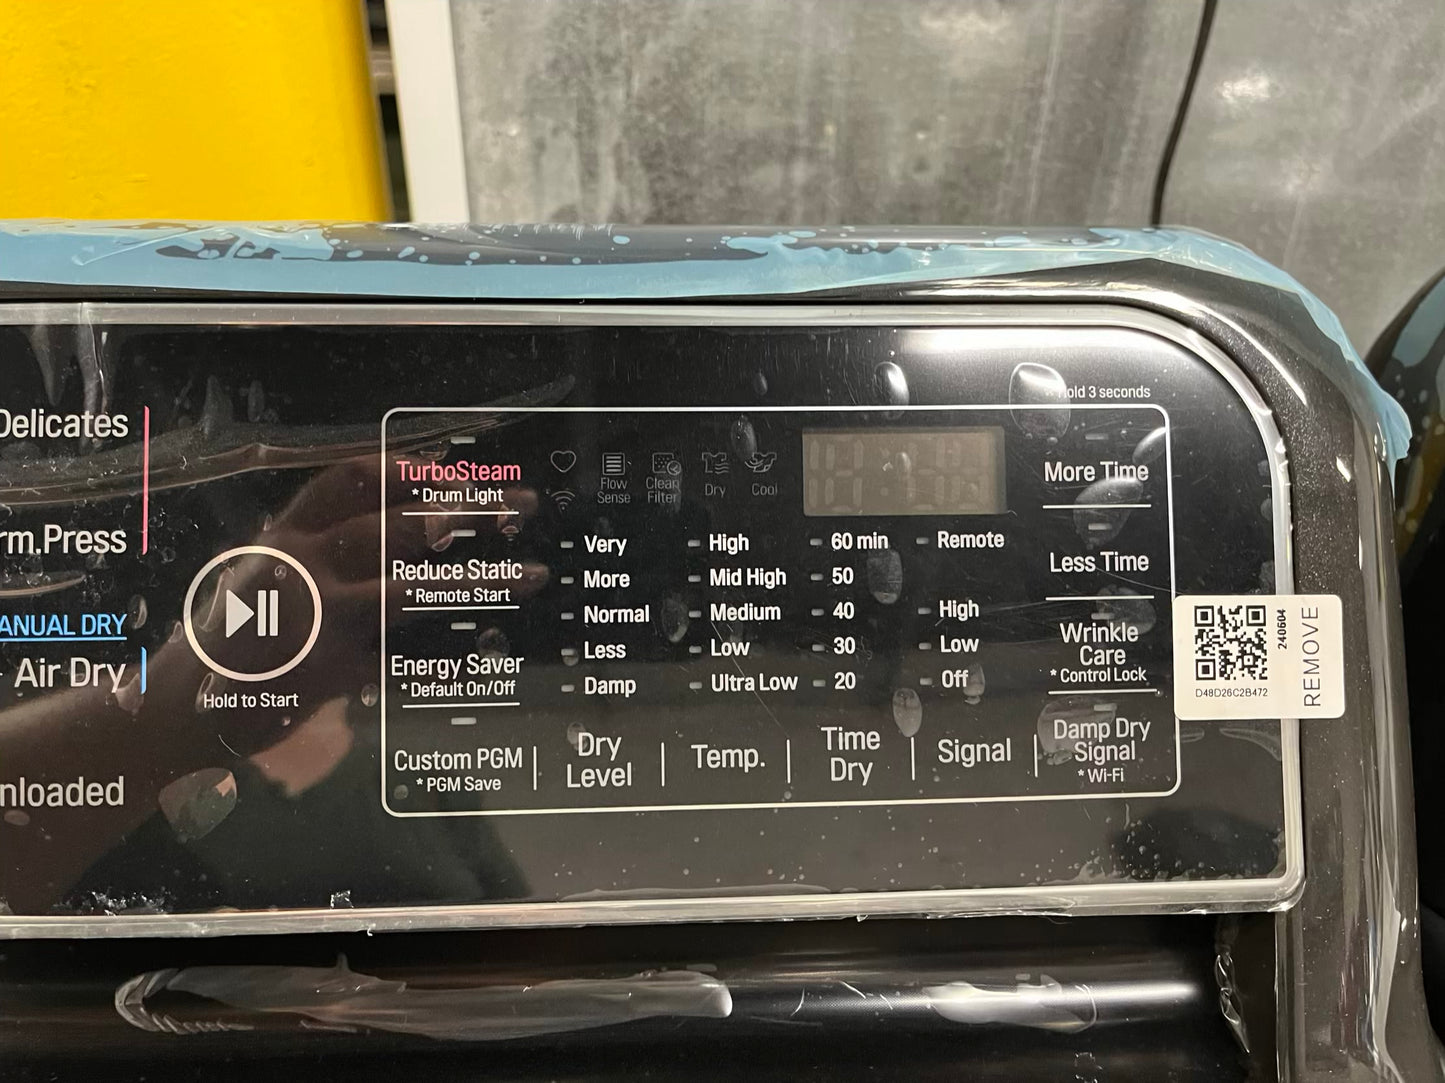 Delicates
rm.Press
ANUAL DRY
Air Dry
nloaded
Hold to Start
old 3 seconds
TurboSteam
* Drum Light
Reduce Static
* Remote Start
Energy Saver
* Default On/Off
Custom PGM
* PGM Save
Flow
Sense
Clean
Filter
Dry
Cool
Very
More
Normal
Less
Damp
Dry
Level
High
Mid High
Medium
Low
Ultra Low
Temp.
60 min
50
40
30
20
Time
Dry
Remote
High
Low
Off
Signal
More Time
Less Time
Wrinkle
Care
* Control Lock
Damp Dry
Signal
* Wi-Fi
240604
D48D26C2B472
REMOVE